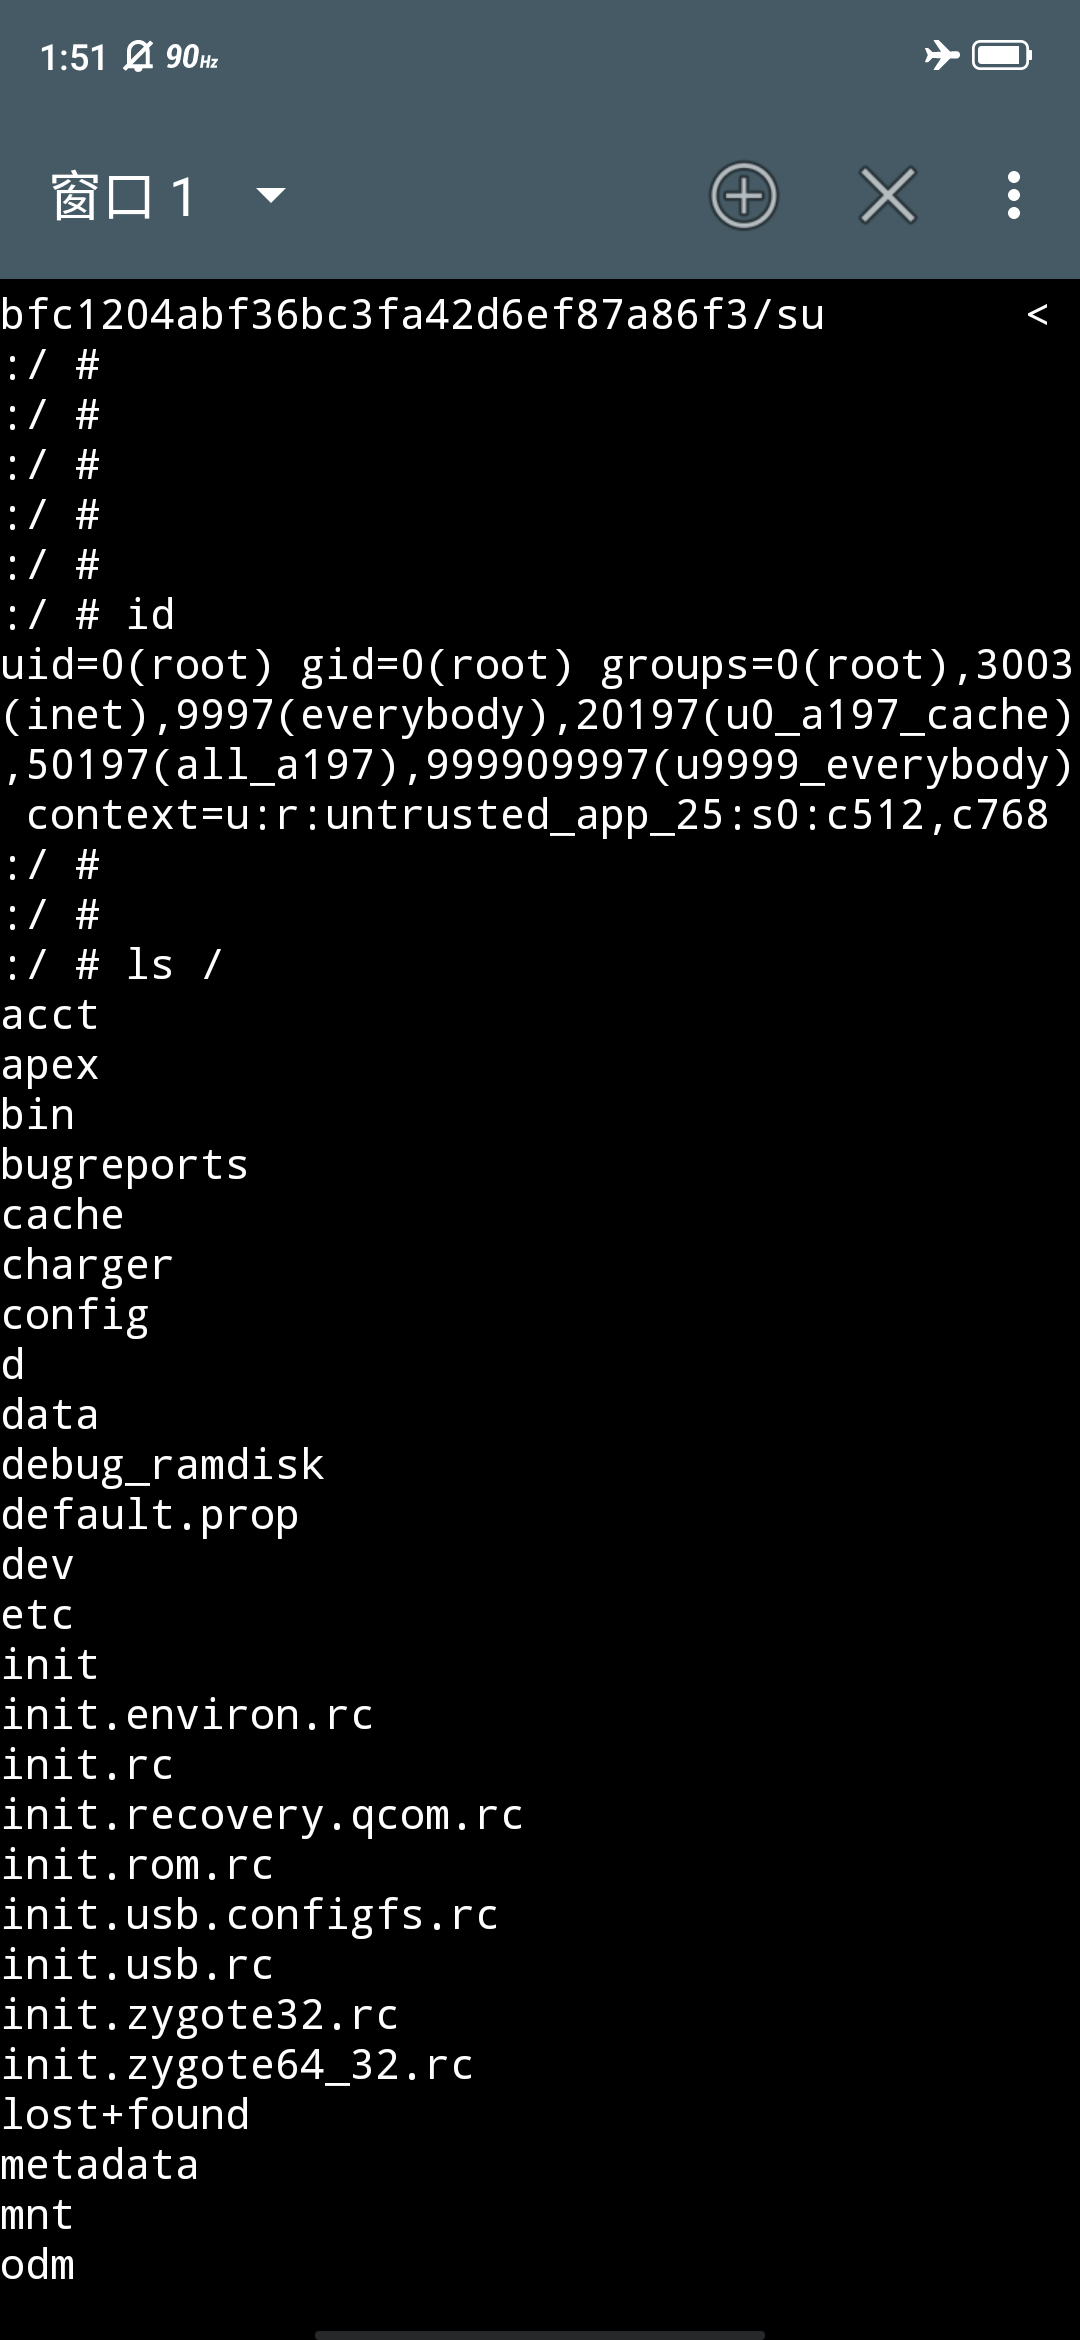 1:51 90Hz
窗口 1
bfc1204abf36bc3fa42d6ef87a86f3/su <
:/ #
:/ #
:/ #
:/ #
:/ #
:/ # id
uid=0(root) gid=0(root) groups=0(root),3003
(inet),9997(everybody),20197(u0_a197_cache)
,50197(all_a197),999909997(u9999_everybody)
context=u:r:untrusted_app_25:s0:c512,c768
:/ #
:/ #
:/ # ls /
acct
apex
bin
bugreports
cache
charger
config
d
data
debug_ramdisk
default.prop
dev
etc
init
init.environ.rc
init.rc
init.recovery.qcom.rc
init.rom.rc
init.usb.configfs.rc
init.usb.rc
init.zygote32.rc
init.zygote64_32.rc
lost+found
metadata
mnt
odm